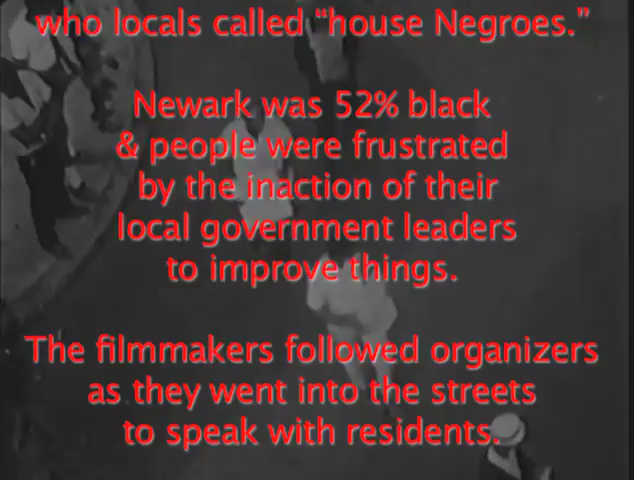 who locals called “house Negroes.”
Newark was 52% black
& people were frustrated
by the inaction of their
local government leaders
to improve things.
The filmmakers followed organizers
as they went into the streets
to speak with residents.